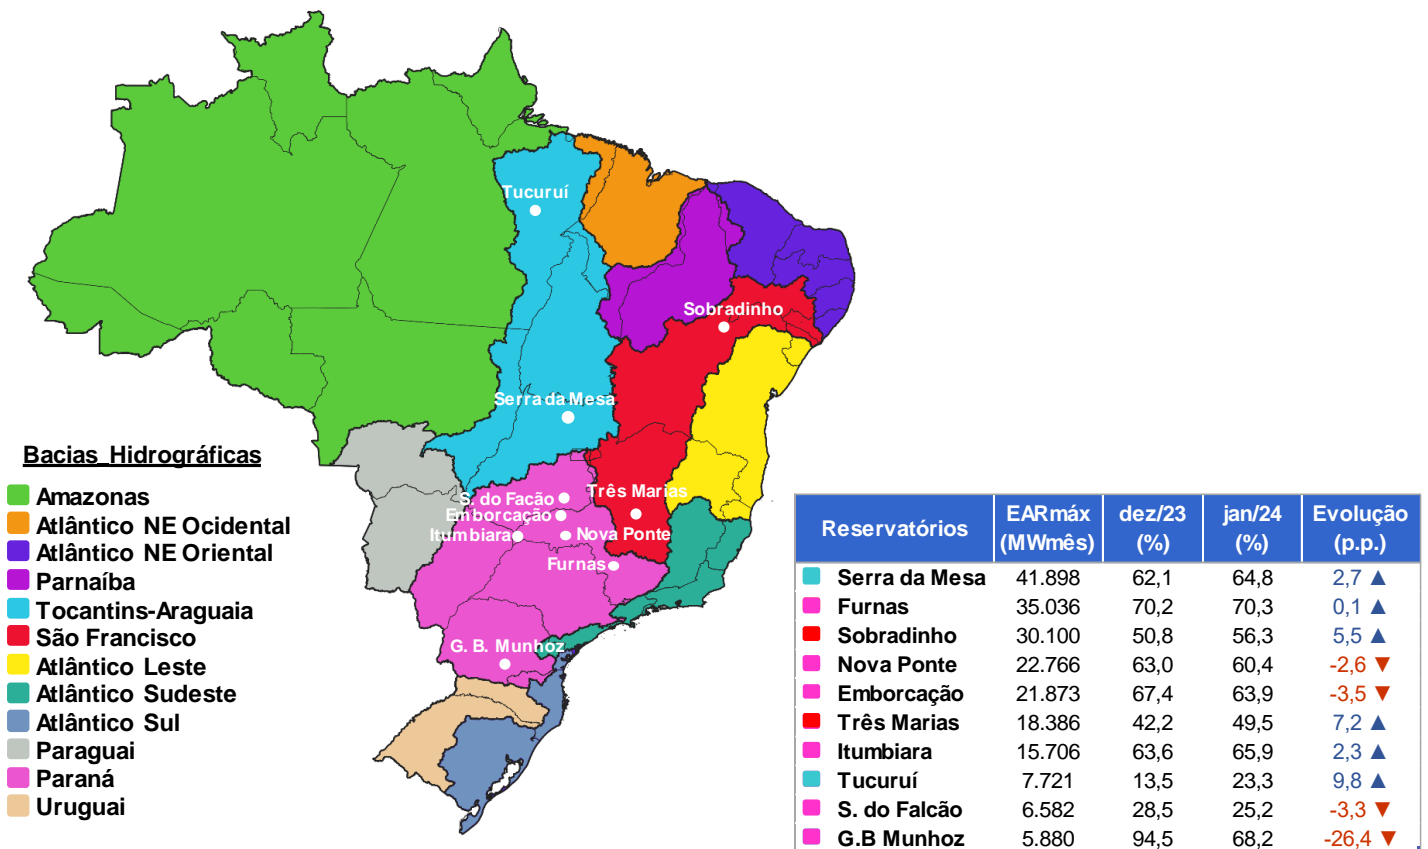 Tucuruí
Sobradinho
Serra da Mesa
Bacias Hidrográficas
Amazonas
Atlântico NE Ocidental
Atlântico NE Oriental
Parnaíba
Tocantins-Araguaia
São Francisco
Atlântico Leste
Atlântico Sudeste
Atlântico Sul
Paraguai
Paraná
Uruguai
S. do Facão
Três Marias
Emborcação
Itumbiara
Nova Ponte
Furnas
G. B. Munhoz
Reservatórios EARmáx (MWmês) dez/23 (%) jan/24 (%) Evolução (p.p.)
Serra da Mesa 41.898 62,1 64,8 2,7 ▲
Furnas 35.036 70,2 70,3 0,1 ▲
Sobradinho 30.100 50,8 56,3 5,5 ▲
Nova Ponte 22.766 63,0 60,4 -2,6 ▼
Emborcação 21.873 67,4 63,9 -3,5 ▼
Três Marias 18.386 42,2 49,5 7,2 ▲
Itumbiara 15.706 63,6 65,9 2,3 ▲
Tucuruí 7.721 13,5 23,3 9,8 ▲
S. do Falcão 6.582 28,5 25,2 -3,3 ▼
G.B Munhoz 5.880 94,5 68,2 -26,4 ▼